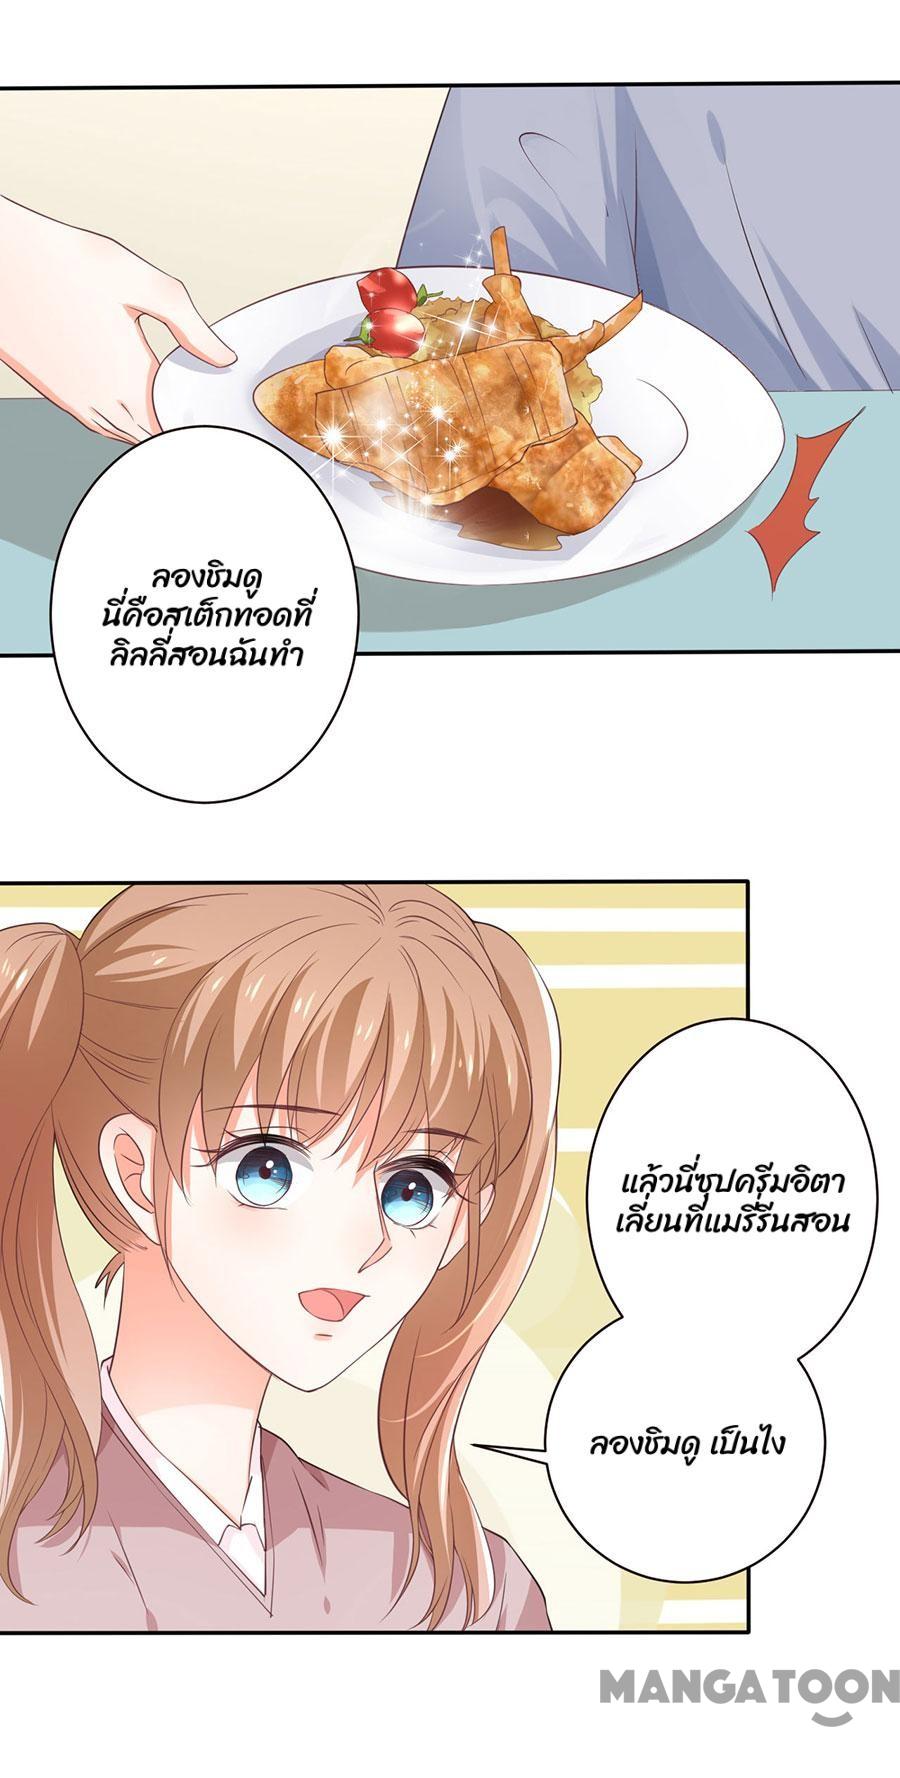 ลองชิมดู
นี่คือสเต็กทอดที่
ลิลลี่สอนฉันทำ
แล้วนี่ซุปครีมอิตา
เลี่ยนที่แมรี่รีนสอน
ลองชิมดู เป็นไง
MANGATOON